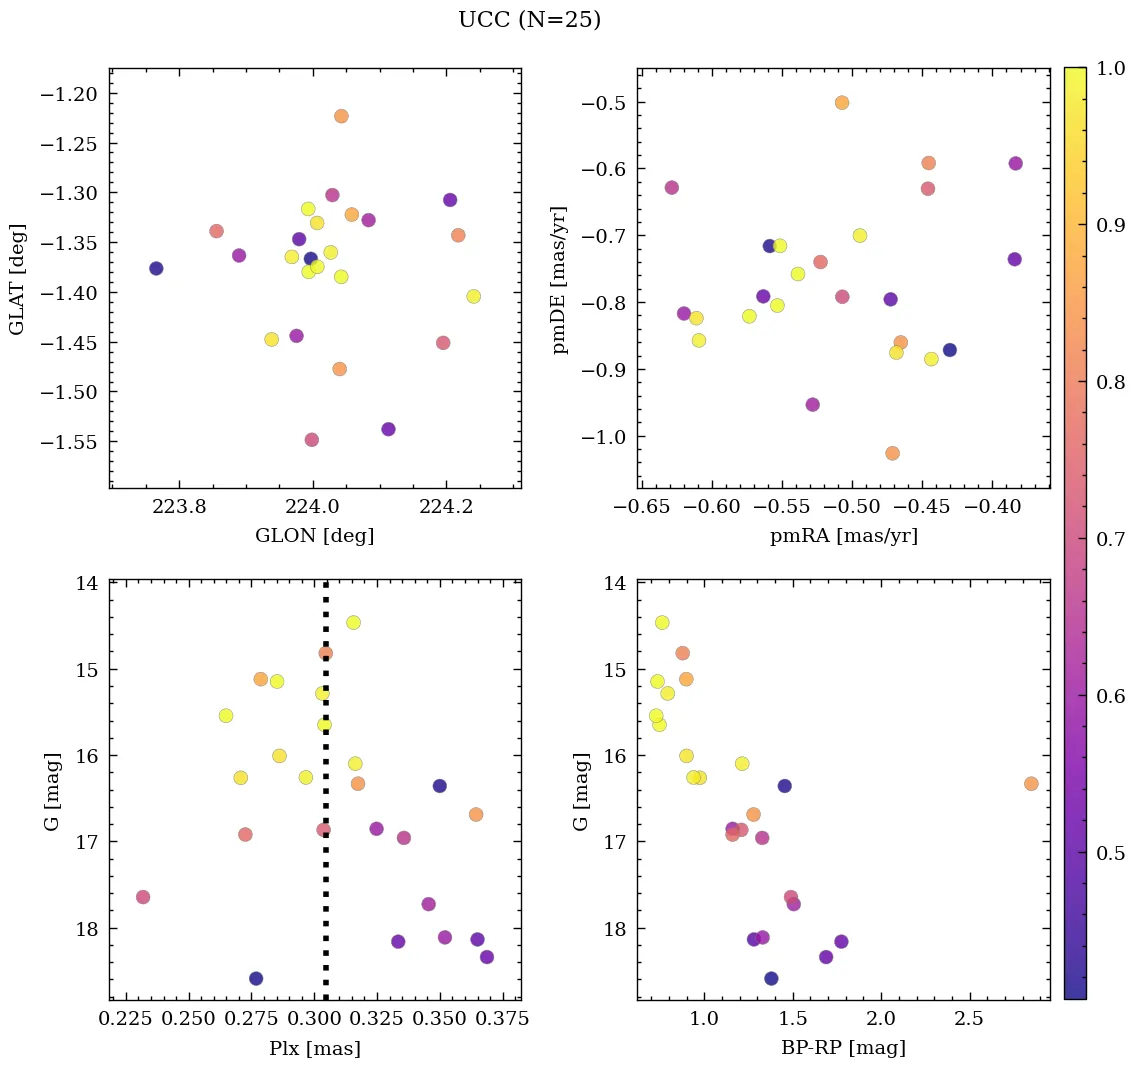 UCC (N=25)
−1.20
−1.25
−1.30
−1.35
−1.40
−1.45
−1.50
−1.55
GLAT [deg]
223.8 224.0 224.2
GLON [deg]
−0.5
−0.6
−0.7
−0.8
−0.9
−1.0
pmDE [mas/yr]
−0.65 −0.60 −0.55 −0.50 −0.45 −0.40
pmRA [mas/yr]
1.0
0.9
0.8
0.7
0.6
0.5
14
15
16
17
18
G [mag]
0.225 0.250 0.275 0.300 0.325 0.350 0.375
Plx [mas]
14
15
16
17
18
G [mag]
1.0 1.5 2.0 2.5
BP-RP [mag]